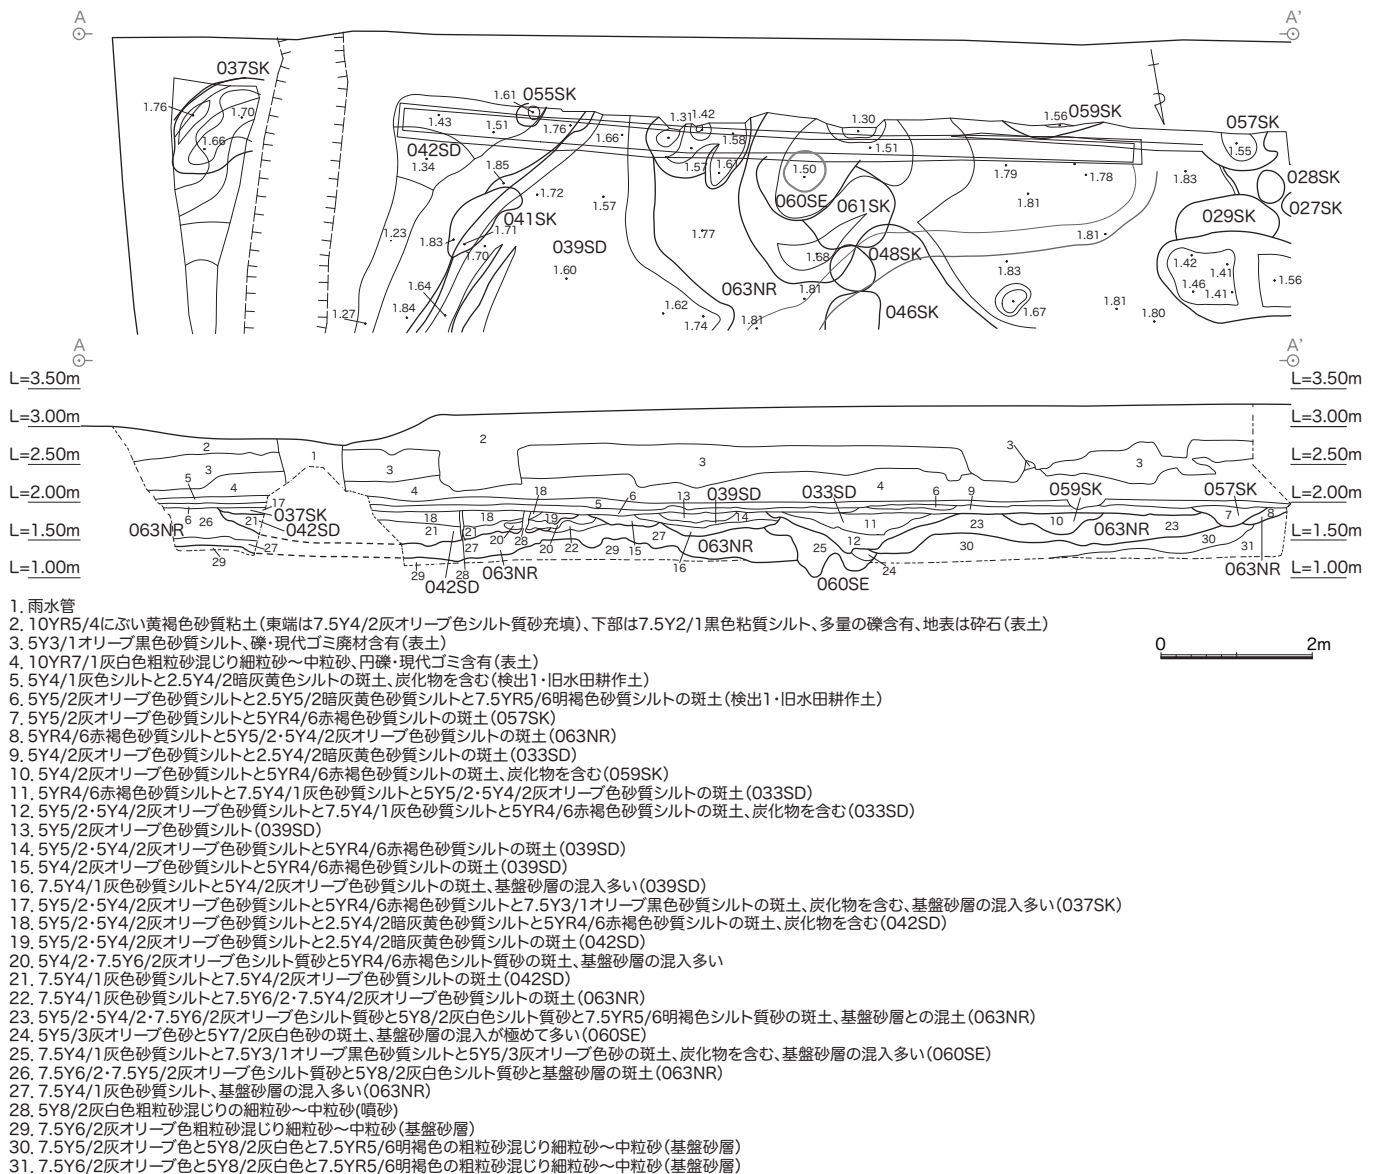 A A'
037SK
1.76
1.70
1.66
1.61 055SK
1.43
1.51
1.76
1.66
042SD
1.34
1.85
1.72
1.57
041SK
1.23
1.83
1.71
1.70
039SD
1.60
1.64
1.84
1.27
1.31 1.42
1.58
1.57
1.61
1.77
1.62
1.74
1.81
063NR
1.30
1.51
1.50
060SE
061SK
1.68
048SK
1.81
046SK
1.56 059SK
1.79
1.78
1.81
1.81
1.83
1.67
1.81
1.80
057SK
1.55
1.83
028SK
027SK
029SK
1.42
1.41
1.46
1.41
1.56
A A'
L=3.50m L=3.50m
L=3.00m L=3.00m
L=2.50m L=2.50m
L=2.00m L=2.00m
L=1.50m L=1.50m
L=1.00m L=1.00m
2 1 2 3 3 3 3
5 3 4 4 4
17 037SK 18 5 6 13 039SD 033SD 6 9 059SK 057SK
063NR 6 26 21 042SD 18 18 19 14 11 23 10 063NR 23 7 8
27 29 21 21 20 28 20 22 29 15 27 063NR 12 25 30 30 31
29 042SD 27 28 063NR 16 060SE 24 063NR
1. 雨水管
2. 10YR5/4にぶい黄褐色砂質粘土(東端は7.5Y4/2灰オリーブ色シルト質砂充填)、下部は7.5Y2/1黒色粘質シルト、多量の礫含有、地表は砕石(表土)
3. 5Y3/1オリーブ黒色砂質シルト、礫・現代ゴミ廃材含有(表土)
4. 10YR7/1灰白色粗粒砂混じり細粒砂～中粒砂、円礫・現代ゴミ含有(表土)
5. 5Y4/1灰色シルトと2.5Y4/2暗灰黄色シルトの斑土、炭化物を含む(検出1・旧水田耕作土)
6. 5Y5/2灰オリーブ色砂質シルトと2.5Y5/2暗灰黄色砂質シルトと7.5YR5/6明褐色砂質シルトの斑土(検出1・旧水田耕作土)
7. 5Y5/2灰オリーブ色砂質シルトと5YR4/6赤褐色砂質シルトの斑土(057SK)
8. 5YR4/6赤褐色砂質シルトと5Y5/2・5Y4/2灰オリーブ色砂質シルトの斑土(063NR)
9. 5Y4/2灰オリーブ色砂質シルトと2.5Y4/2暗灰黄色砂質シルトの斑土(033SD)
10. 5Y4/2灰オリーブ色砂質シルトと5YR4/6赤褐色砂質シルトの斑土、炭化物を含む(059SK)
11. 5YR4/6赤褐色砂質シルトと7.5Y4/1灰色砂質シルトと5Y5/2・5Y4/2灰オリーブ色砂質シルトの斑土(033SD)
12. 5Y5/2・5Y4/2灰オリーブ色砂質シルトと7.5Y4/1灰色砂質シルトと5YR4/6赤褐色砂質シルトの斑土、炭化物を含む(033SD)
13. 5Y5/2灰オリーブ色砂質シルト(039SD)
14. 5Y5/2・5Y4/2灰オリーブ色砂質シルトと5YR4/6赤褐色砂質シルトの斑土(039SD)
15. 5Y4/2灰オリーブ色砂質シルトと5YR4/6赤褐色砂質シルトの斑土(039SD)
16. 7.5Y4/1灰色砂質シルトと5Y4/2灰オリーブ色砂質シルトの斑土、基盤砂層の混入多い(039SD)
17. 5Y5/2・5Y4/2灰オリーブ色砂質シルトと5YR4/6赤褐色砂質シルトと7.5Y3/1オリーブ黒色砂質シルトの斑土、炭化物を含む、基盤砂層の混入多い(037SK)
18. 5Y5/2・5Y4/2灰オリーブ色砂質シルトと2.5Y4/2暗灰黄色砂質シルトと5YR4/6赤褐色砂質シルトの斑土、炭化物を含む(042SD)
19. 5Y5/2・5Y4/2灰オリーブ色砂質シルトと2.5Y4/2暗灰黄色砂質シルトの斑土(042SD)
20. 5Y4/2・7.5Y6/2灰オリーブ色シルト質砂と5YR4/6赤褐色シルト質砂の斑土、基盤砂層の混入多い
21. 7.5Y4/1灰色砂質シルトと7.5Y4/2灰オリーブ色砂質シルトの斑土(042SD)
22. 7.5Y4/1灰色砂質シルトと7.5Y6/2・7.5Y4/2灰オリーブ色砂質シルトの斑土(063NR)
23. 5Y5/2・5Y4/2・7.5Y6/2灰オリーブ色シルト質砂と5Y8/2灰白色シルト質砂と7.5YR5/6明褐色シルト質砂の斑土、基盤砂層との混土(063NR)
24. 5Y5/3灰オリーブ色砂と5Y7/2灰白色砂の斑土、基盤砂層の混入が極めて多い(060SE)
25. 7.5Y4/1灰色砂質シルトと7.5Y3/1オリーブ黒色砂質シルトと5Y5/3灰オリーブ色砂の斑土、炭化物を含む、基盤砂層の混入多い(060SE)
26. 7.5Y6/2・7.5Y5/2灰オリーブ色シルト質砂と5Y8/2灰白色シルト質砂と基盤砂層の斑土(063NR)
27. 7.5Y4/1灰色砂質シルト、基盤砂層の混入多い(063NR)
28. 5Y8/2灰白色粗粒砂混じりの細粒砂～中粒砂(噴砂)
29. 7.5Y6/2灰オリーブ色粗粒砂混じり細粒砂～中粒砂(基盤砂層)
30. 7.5Y5/2灰オリーブ色と5Y8/2灰白色と7.5YR5/6明褐色の粗粒砂混じり細粒砂～中粒砂(基盤砂層)
31. 7.5Y6/2灰オリーブ色と5Y8/2灰白色と7.5YR5/6明褐色の粗粒砂混じり細粒砂～中粒砂(基盤砂層)
0 2m